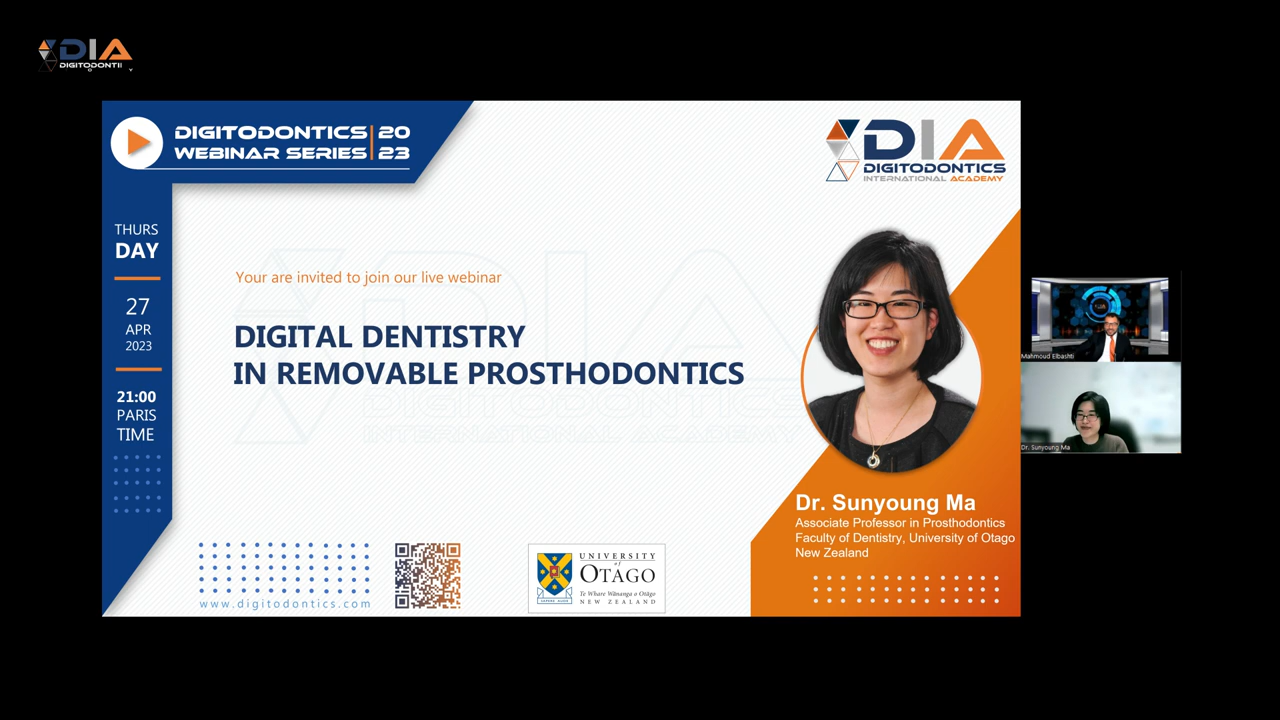 DIA
DIGITODONTI
DIGITODONTICS 20
WEBINAR SERIES 23
DIA
DIGITODONTICS
INTERNATIONAL ACADEMY
THURS
DAY
27
APR
2023
21:00
PARIS
TIME
Your are invited to join our live webinar
DIGITAL DENTISTRY
IN REMOVABLE PROSTHODONTICS
Dr. Sunyoung Ma
Associate Professor in Prosthodontics
Faculty of Dentistry, University of Otago
New Zealand
www.digitodontics.com
UNIVERSITY
of
OTAGO
Te Whare Wānanga o Otāgo
NEW ZEALAND
Mahmoud Elbashti
Dr. Sunyoung Ma